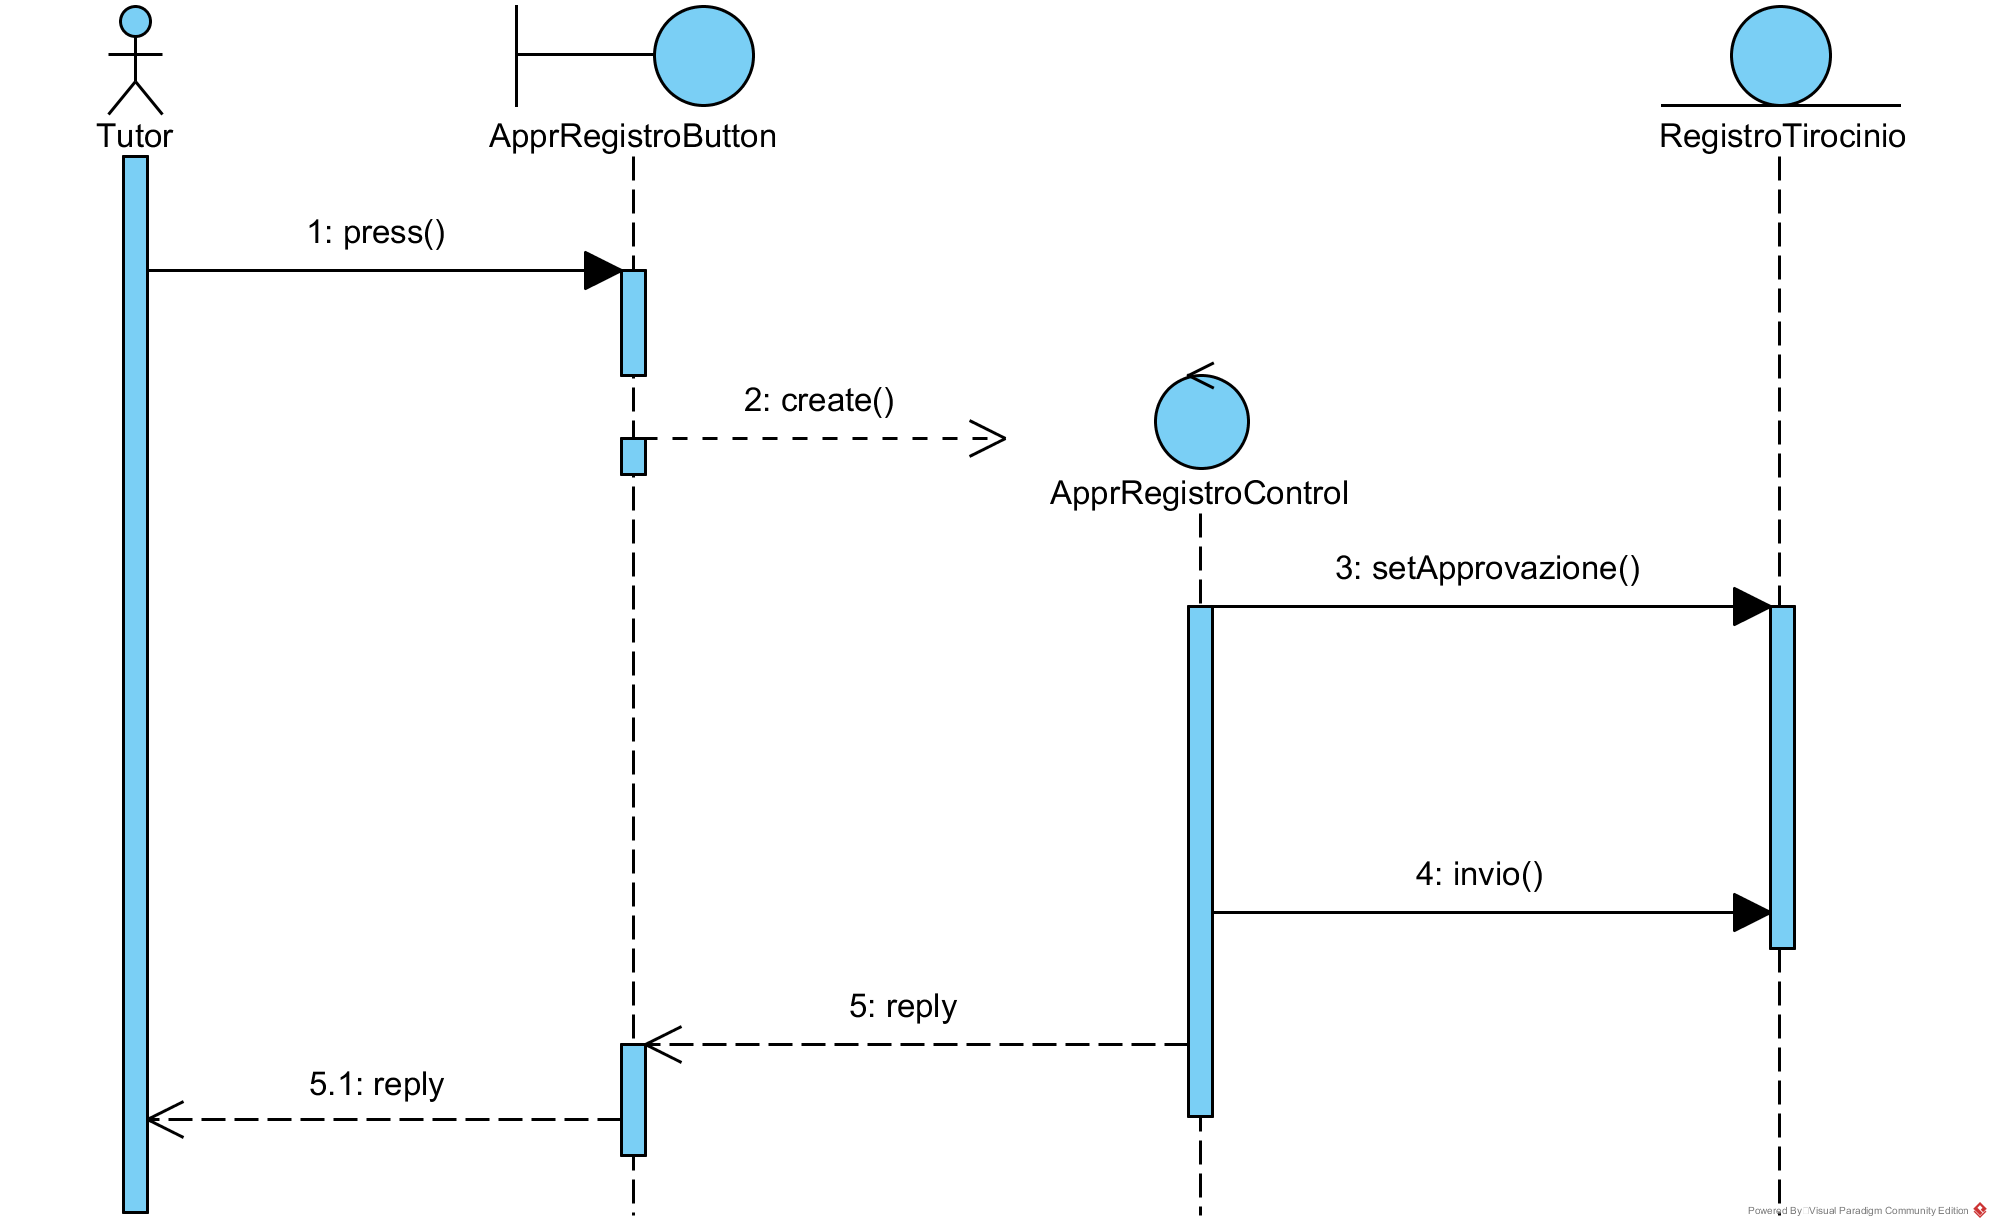 Tutor
ApprRegistroButton
RegistroTirocinio
1: press()
2: create()
ApprRegistroControl
3: setApprovazione()
4: invio()
5: reply
5.1: reply
Powered By Visual Paradigm Community Edition